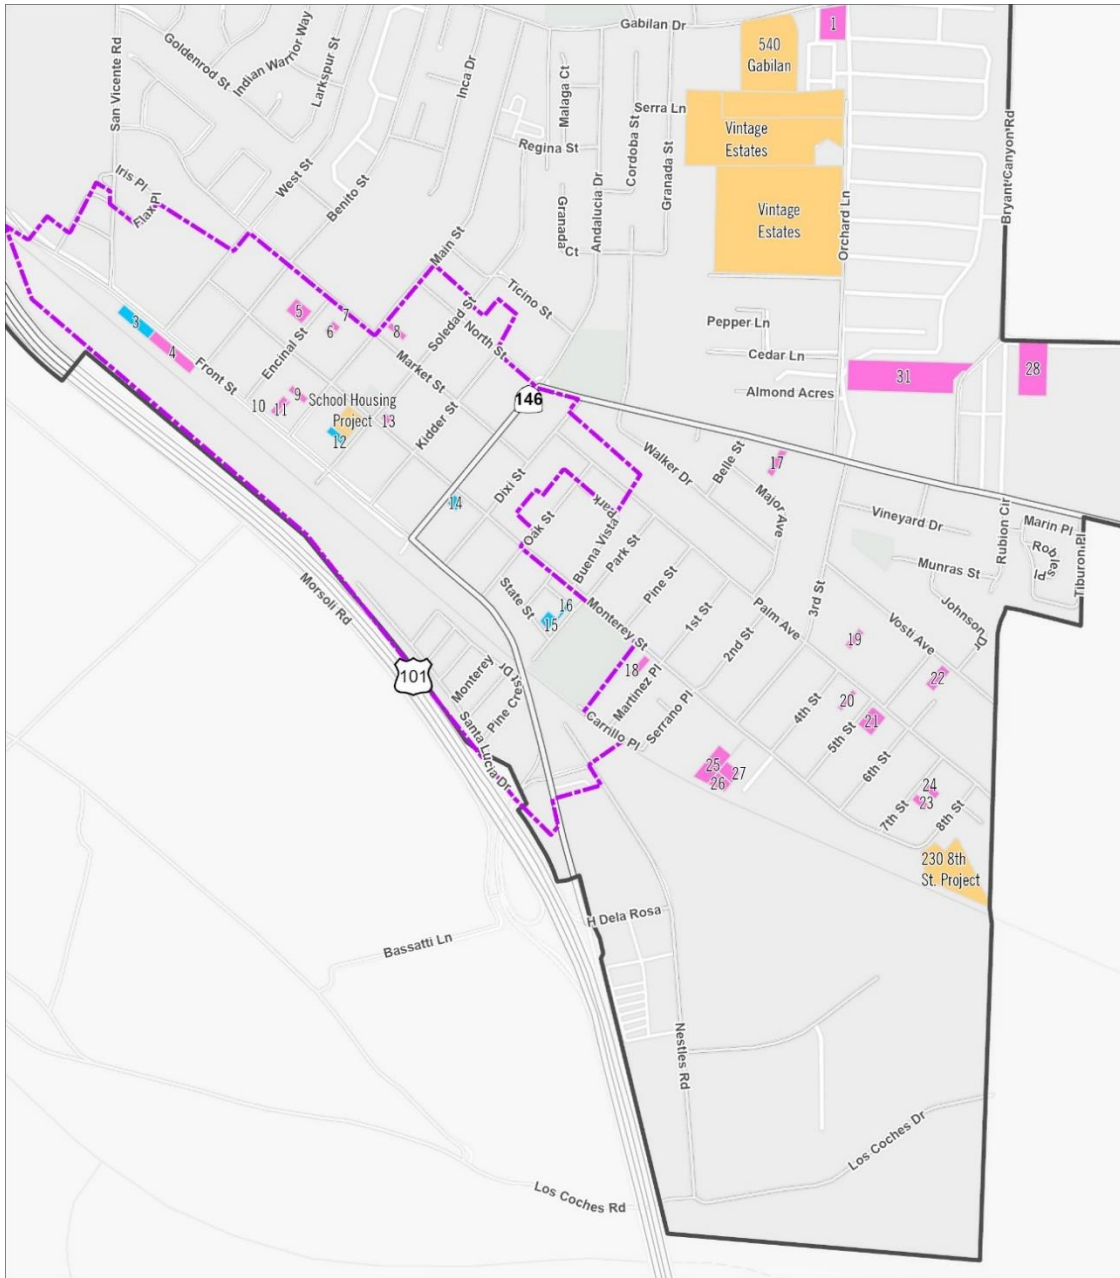 Gabilan Dr
1
540
Gabilan
Goldenrod St
Indian Warrior Way
Larkspur St
San Vicente Rd
Inca Dr
Malaga Ct
Serra Ln
Cordoba St
Vintage
Estates
Regina St
Granada St
Bryant Canyon Rd
Iris Pl
Flax Pl
West St
Benito St
Andalucia Dr
Granada
Ct
Vintage
Estates
Orchard Ln
Main St
Ticino St
3
4
5
6
7
8
Soledad St
North St
Pepper Ln
Cedar Ln
Almond Acres
31
28
Front St
Encinal St
Market St
9
10
11
School Housing
Project
12
13
Kidder St
146
Walker Dr
Belle St
17
Major Ave
14
Dixi St
Oak St
Park
Buena Vista
Park St
Pine St
Vineyard Dr
Rubion Cir
Marin Pl
Rogles Pl
Tiburon Pl
Munras St
Johnson Dr
Morsoli Rd
State St
16
15
Monterey St
1st St
2nd St
Palm Ave
3rd St
Vosti Ave
19
22
101
Monterey
Pine Crest Dr
Santa Lucia Dr
18
Martinez Pl
Serrano Pl
Carrillo Pl
4th St
20
5th St
21
6th St
25
26
27
24
23
7th St
8th St
230 8th
St. Project
H Dela Rosa
Bassatti Ln
Nestles Rd
Los Coches Dr
Los Coches Rd